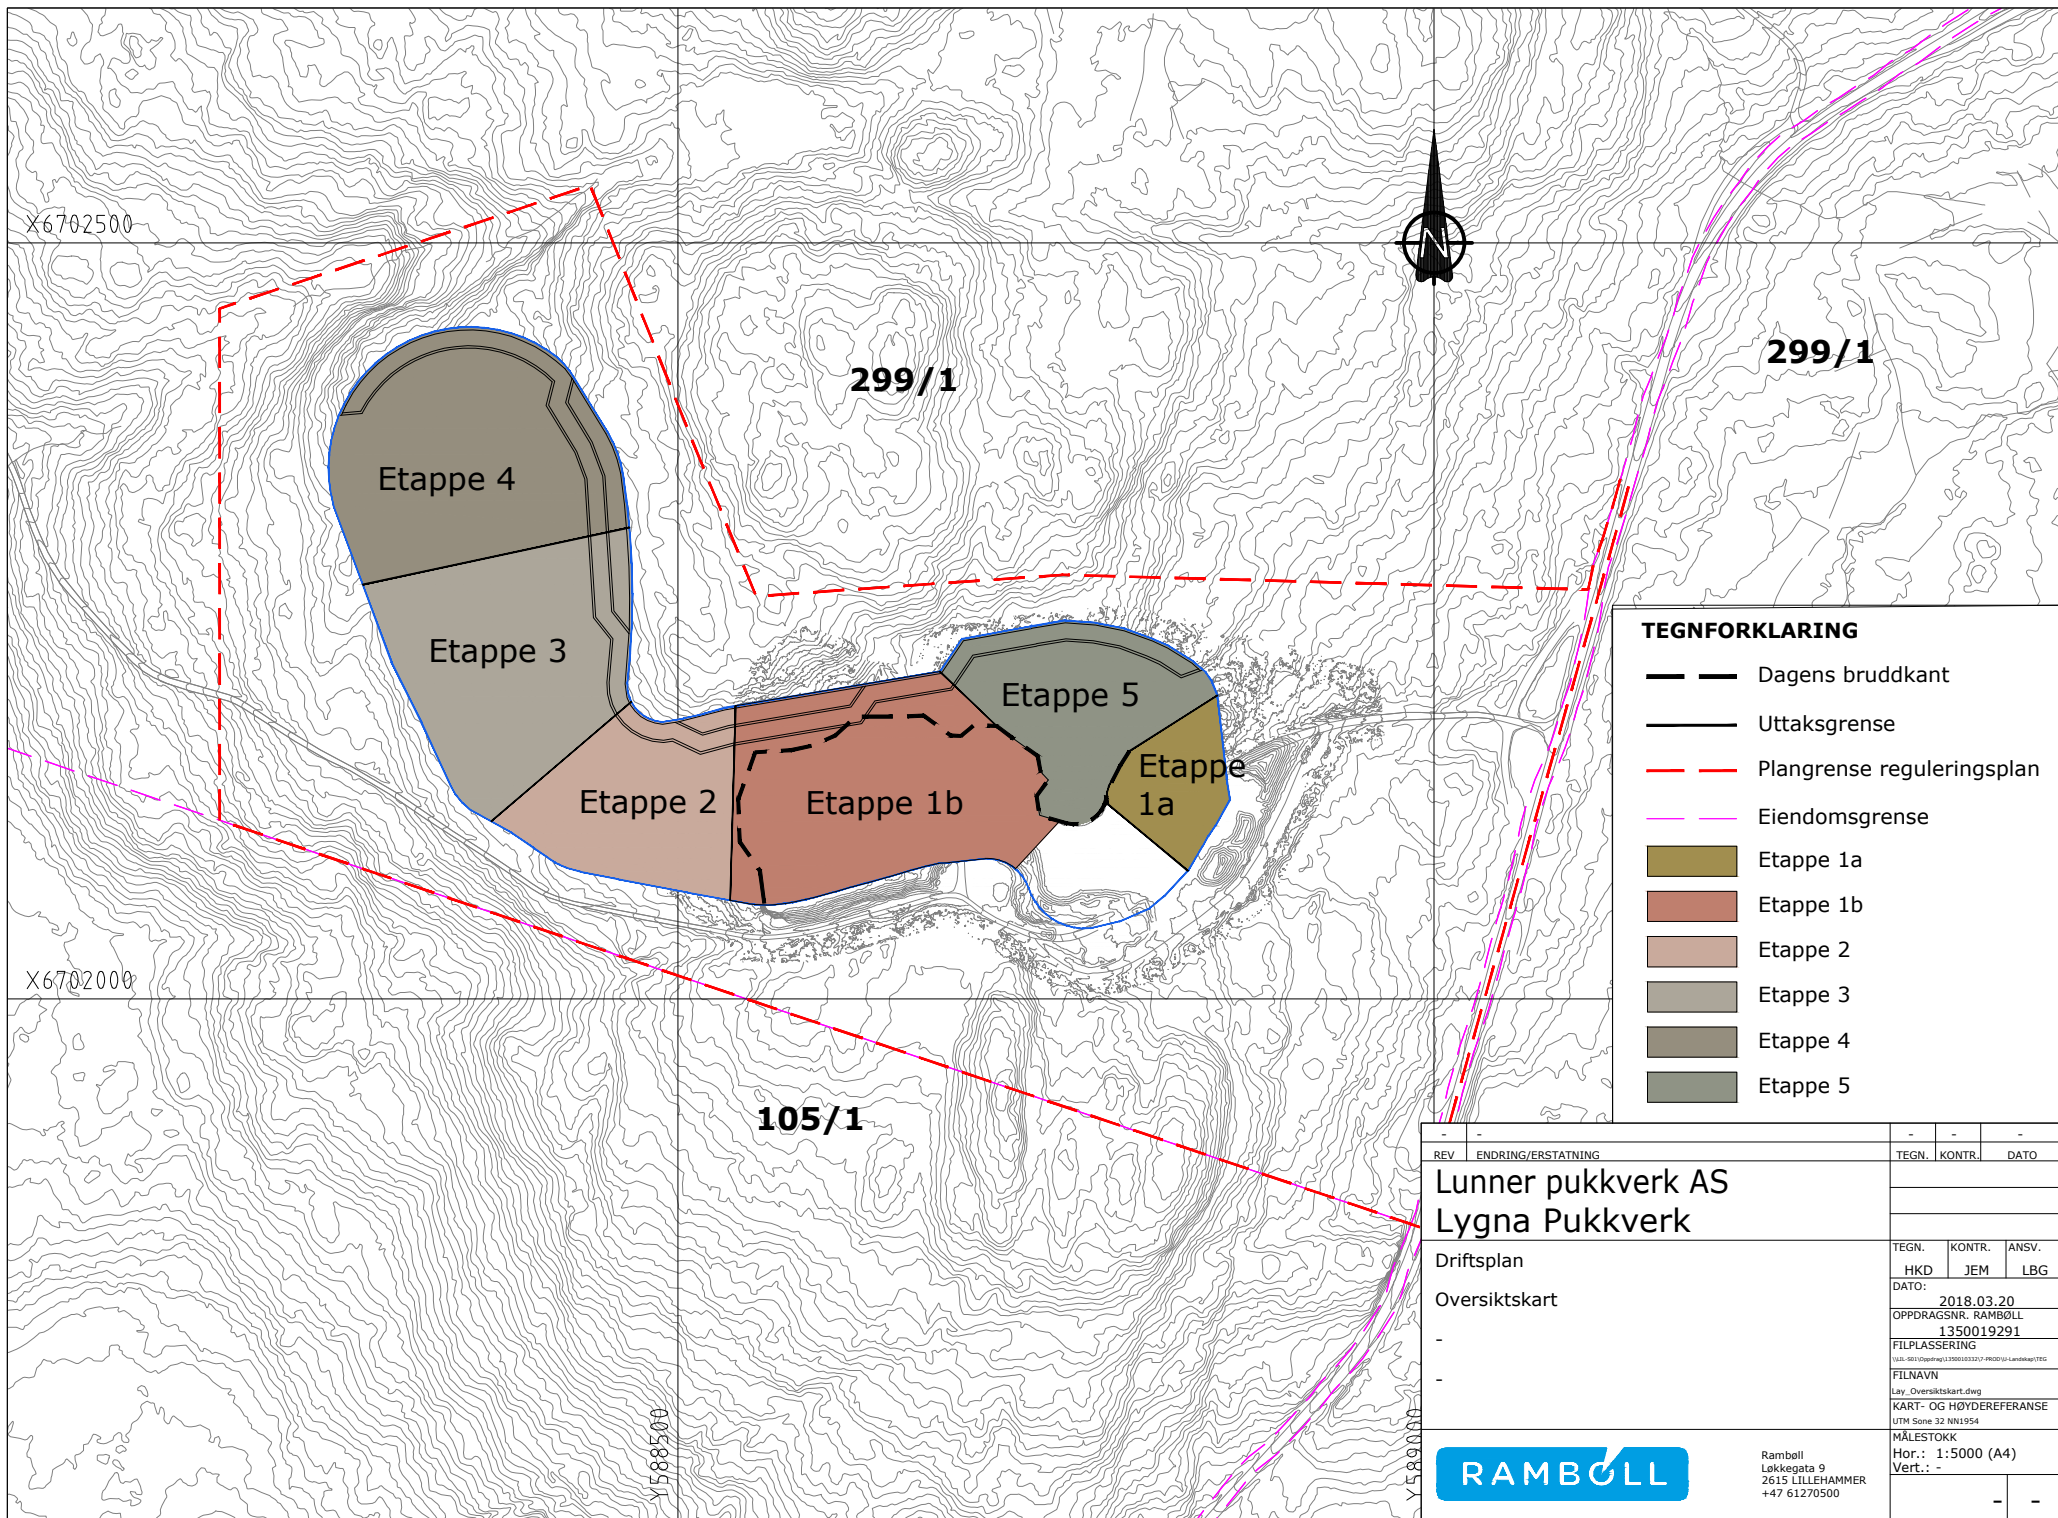 X6702500
299/1
299/1
Etappe 4
Etappe 3
Etappe 5
Etappe
1a
Etappe 2
Etappe 1b
X6702000
105/1
Y588500
Y589000
N
TEGNFORKLARING
Dagens bruddkant
Uttaksgrense
Plangrense reguleringsplan
Eiendomsgrense
Etappe 1a
Etappe 1b
Etappe 2
Etappe 3
Etappe 4
Etappe 5
- - - - -
REV ENDRING/ERSTATNING TEGN. KONTR. DATO
Lunner pukkverk AS
Lygna Pukkverk
Driftsplan
Oversiktskart
-
-
TEGN. KONTR. ANSV.
HKD JEM LBG
DATO:
2018.03.20
OPPDRAGSNR. RAMBØLL
1350019291
FILPLASSERING
FILNAVN
Lay_Oversiktskart.dwg
KART- OG HØYDEREFERANSE
UTM Sone 32 NN1954
MÅLESTOKK
Hor.: 1:5000 (A4)
Vert.: -
- -
RAMBOLL
Rambøll
Løkkegata 9
2615 LILLEHAMMER
+47 61270500